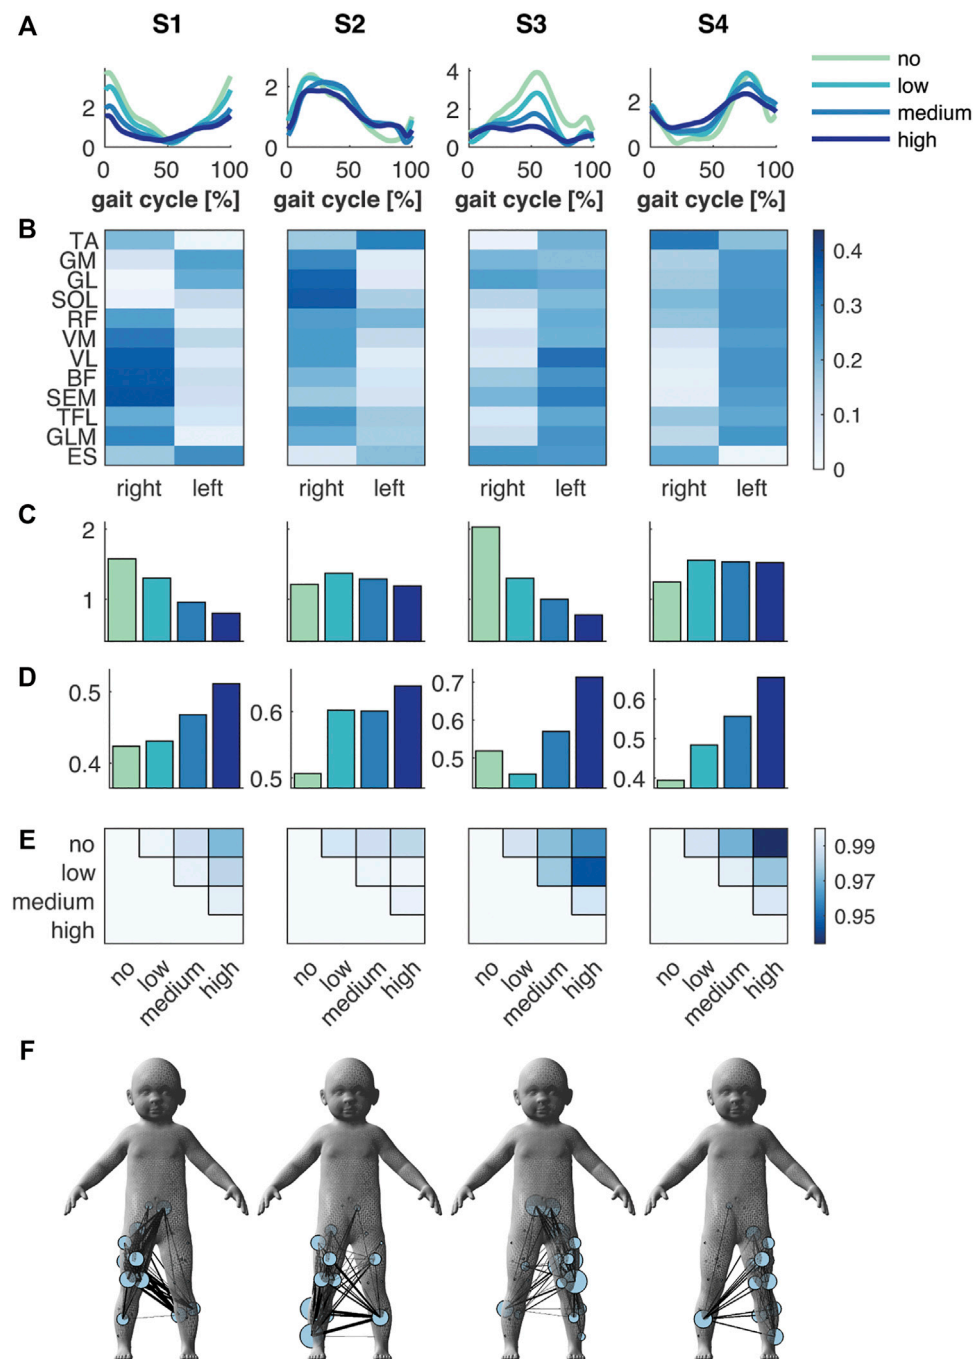 A S1 S2 S3 S4
no
low
medium
high
2
0
2
0
4
2
0
2
0
0 50 100 0 50 100 0 50 100 0 50 100
gait cycle [%] gait cycle [%] gait cycle [%] gait cycle [%]
B
TA
GM
GL
SOL
RF
VM
VL
BF
SEM
TFL
GLM
ES
0.4
0.3
0.2
0.1
0
right left right left right left right left
C
2
1
D
0.5
0.4
0.6
0.5
0.7
0.6
0.5
0.6
0.5
0.4
E
no
low
medium
high
0.99
0.97
0.95
no low medium high no low medium high no low medium high no low medium high
F